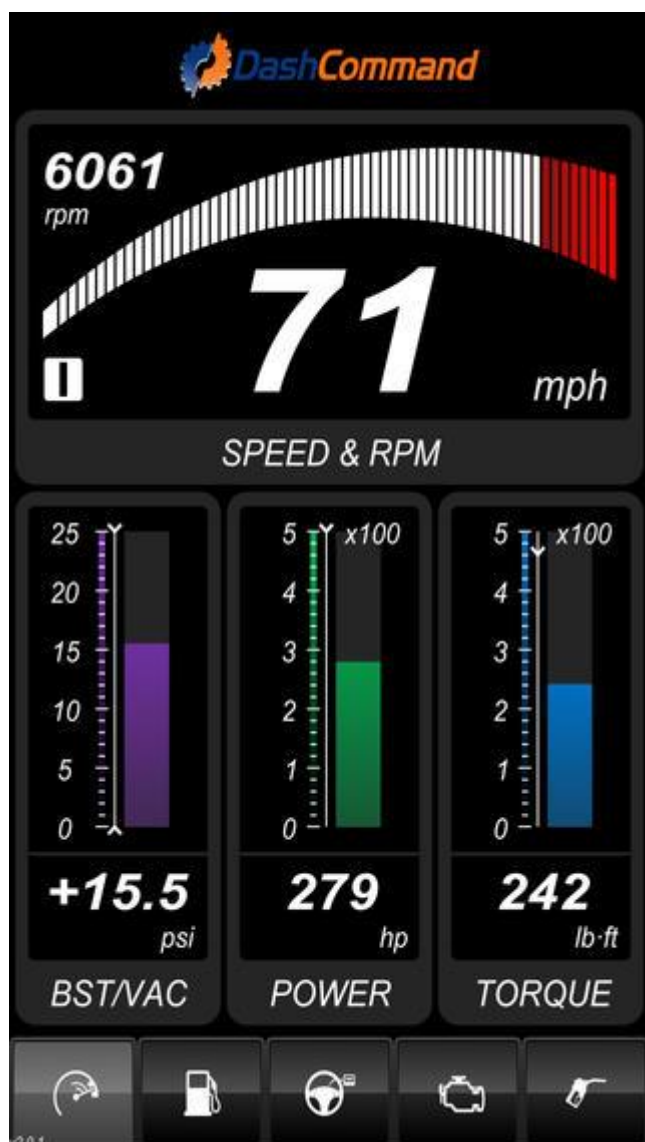 DashCommand
6061
rpm
71
mph
SPEED & RPM
25
20
15
10
5
0
+15.5
psi
BST/VAC
5 x100
4
3
2
1
0
279
hp
POWER
5 x100
4
3
2
1
0
242
lb·ft
TORQUE